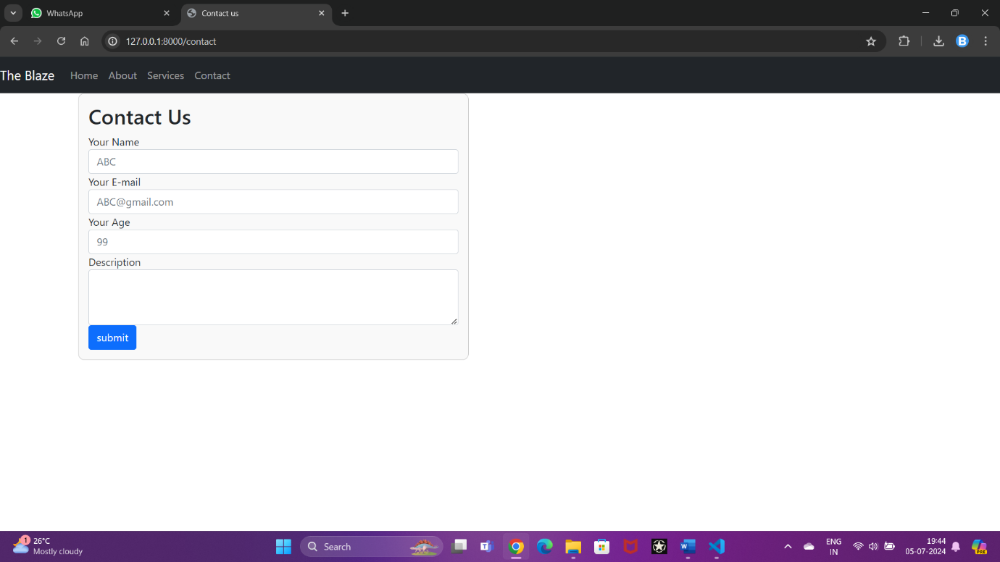 WhatsApp
Contact us
127.0.0.1:8000/contact
B
The Blaze Home About Services Contact
Contact Us
Your Name
ABC
Your E-mail
ABC@gmail.com
Your Age
99
Description
submit
1
26°C
Mostly cloudy
Search
T
W
PRE
ENG
IN
19:44
05-07-2024